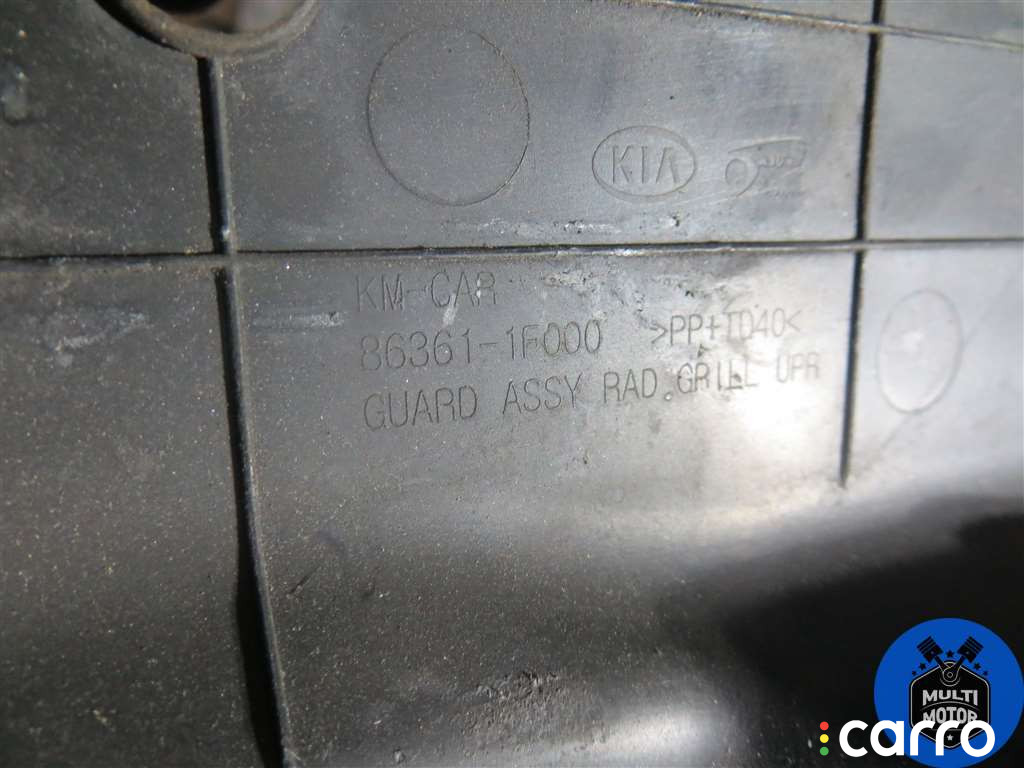 KIA
KM-CAR
86361-1F000 >PP+TD40<
GUARD ASSY RAD.GRILL UPR
MULTI
MOTOR
carro